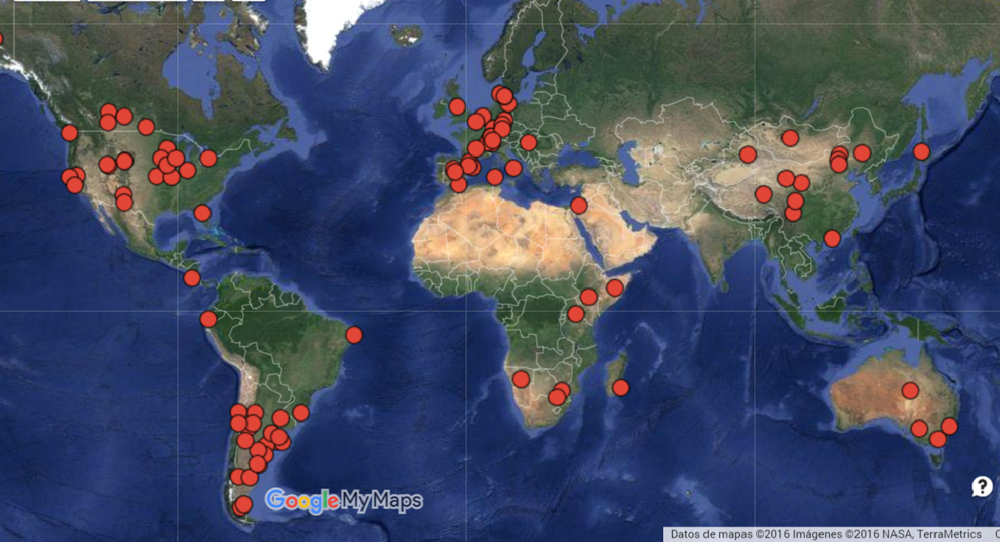 Google My Maps
?
Datos de mapas ©2016 Imágenes ©2016 NASA, TerraMetrics